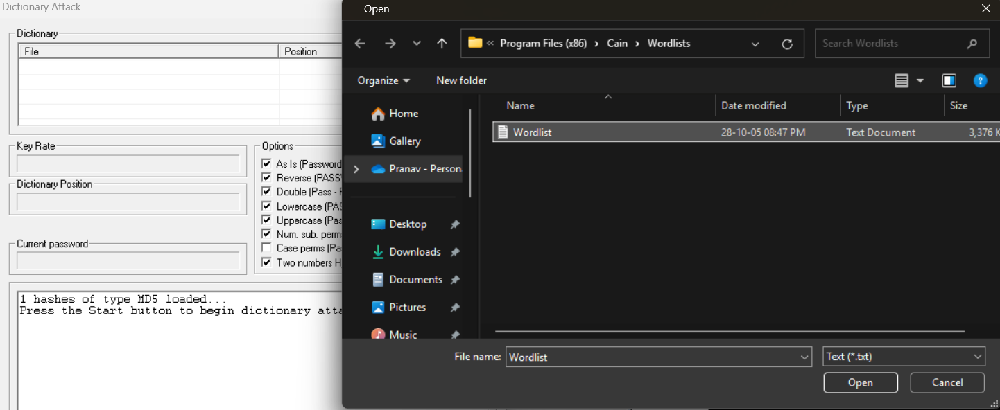 Dictionary Attack
Dictionary
File Position
Key Rate
Dictionary Position
Current password
Options
As Is (Password
Reverse (PASS
Double (Pass -
Lowercase (PAS
Uppercase (Pas
Num. sub. perm
Case perms (Pa
Two numbers H
1 hashes of type MD5 loaded...
Press the Start button to begin dictionary atta
Open
« Program Files (x86) › Cain › Wordlists
Search Wordlists
Organize New folder
Home
Gallery
Pranav - Person
Desktop
Downloads
Documents
Pictures
Music
Name Date modified Type Size
Wordlist 28-10-05 08:47 PM Text Document 3,376 K
File name: Wordlist Text (*.txt)
Open Cancel